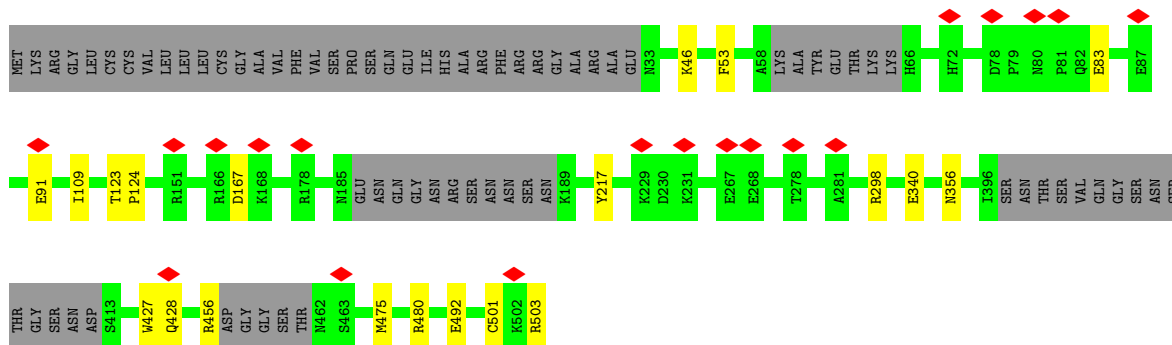 MET LYS ARG GLY LEU CYS CYS VAL LEU LEU LEU CYS GLY ALA VAL PHE VAL SER PRO SER GLN GLU ILE HIS ALA ARG PHE ARG ARG GLY ALA ARG ALA GLU N33 K46 F53 A58 LYS ALA TYR GLU THR LYS LYS H66 H72 D78 P79 N80 P81 Q82 E83 E87
E91 I109 T123 P124 R151 R166 D167 K168 R178 N185 GLU ASN GLN GLY ASN ARG SER ASN ASN SER ASN K189 Y217 K229 D230 K231 E267 E268 T278 A281 R298 E340 N356 I396 SER ASN THR SER VAL GLN GLY SER ASN SER
THR GLY SER ASN ASP S413 W427 Q428 R456 ASP GLY GLY SER THR N462 S463 M475 R480 E492 C501 K502 R503